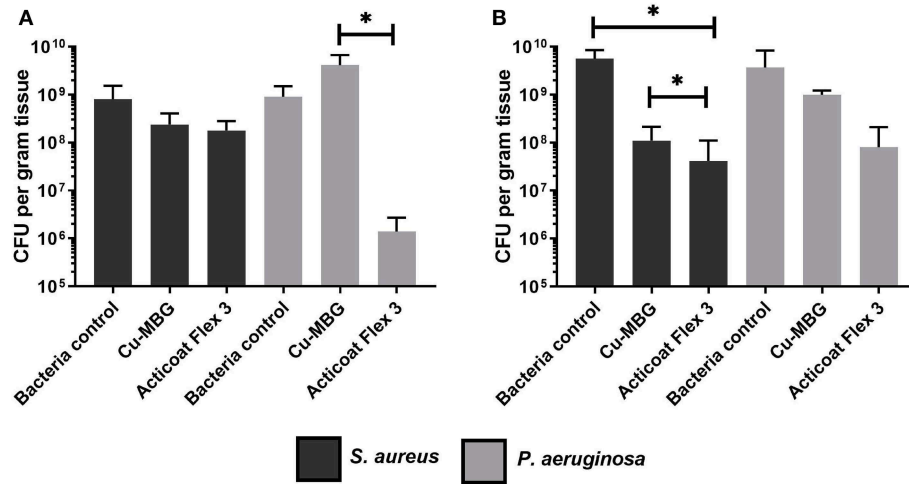 A
CFU per gram tissue
10¹⁰
10⁹
10⁸
10⁷
10⁶
10⁵
*
Bacteria control
Cu-MBG
Acticoat Flex 3
Bacteria control
Cu-MBG
Acticoat Flex 3
B
CFU per gram tissue
10¹⁰
10⁹
10⁸
10⁷
10⁶
10⁵
*
*
Bacteria control
Cu-MBG
Acticoat Flex 3
Bacteria control
Cu-MBG
Acticoat Flex 3
S. aureus
P. aeruginosa